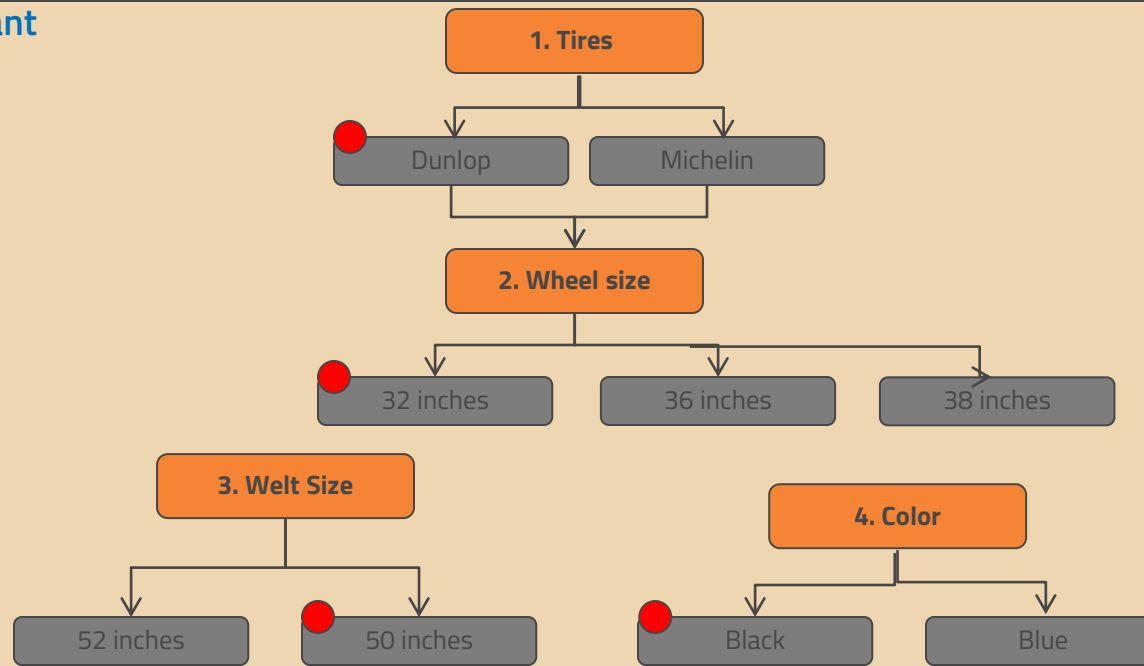 ant
1. Tires
Dunlop
Michelin
2. Wheel size
32 inches
36 inches
38 inches
3. Welt Size
4. Color
52 inches
50 inches
Black
Blue